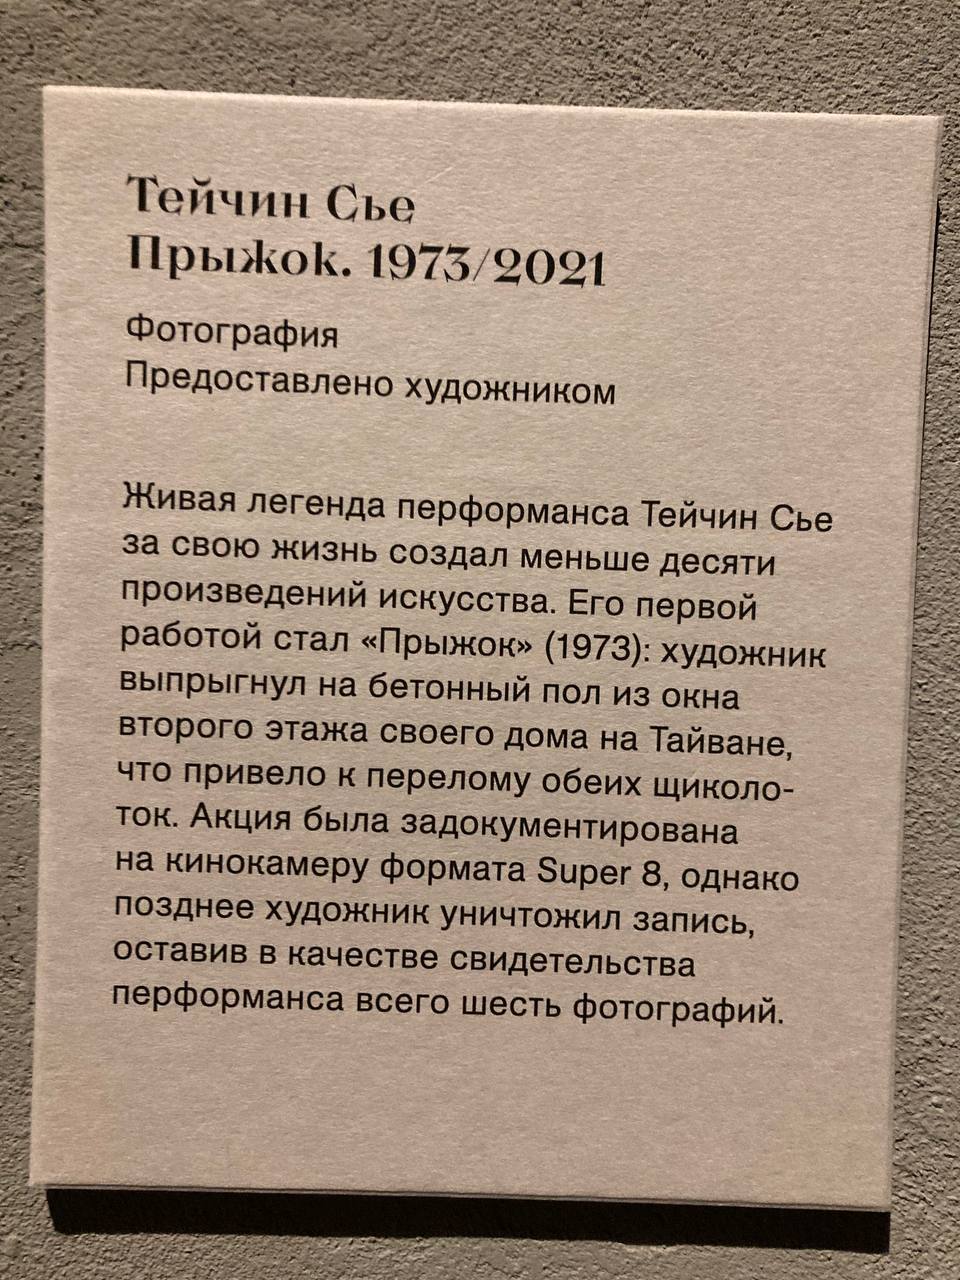 Тейчин Сье
Прыжок. 1973/2021
Фотография
Предоставлено художником
Живая легенда перформанса Тейчин Сье
за свою жизнь создал меньше десяти
произведений искусства. Его первой
работой стал «Прыжок» (1973): художник
выпрыгнул на бетонный пол из окна
второго этажа своего дома на Тайване,
что привело к перелому обеих щиколо-
ток. Акция была задокументирована
на кинокамеру формата Super 8, однако
позднее художник уничтожил запись,
оставив в качестве свидетельства
перформанса всего шесть фотографий.